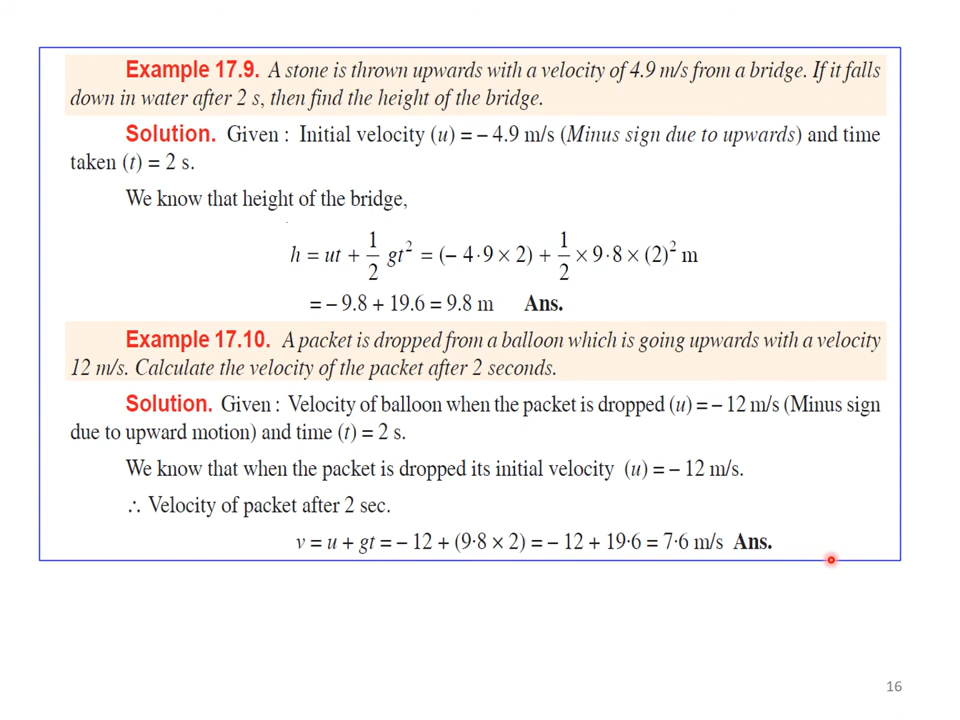 Example 17.9. A stone is thrown upwards with a velocity of 4.9 m/s from a bridge. If it falls
down in water after 2 s, then find the height of the bridge.
Solution. Given : Initial velocity (u) = – 4.9 m/s (Minus sign due to upwards) and time
taken (t) = 2 s.
We know that height of the bridge,
h = ut + 1/2 gt² = (– 4·9 × 2) + 1/2 × 9·8 × (2)² m
= – 9.8 + 19.6 = 9.8 m Ans.
Example 17.10. A packet is dropped from a balloon which is going upwards with a velocity
12 m/s. Calculate the velocity of the packet after 2 seconds.
Solution. Given : Velocity of balloon when the packet is dropped (u) = – 12 m/s (Minus sign
due to upward motion) and time (t) = 2 s.
We know that when the packet is dropped its initial velocity (u) = – 12 m/s.
∴ Velocity of packet after 2 sec.
v = u + gt = – 12 + (9·8 × 2) = – 12 + 19·6 = 7·6 m/s Ans.
16